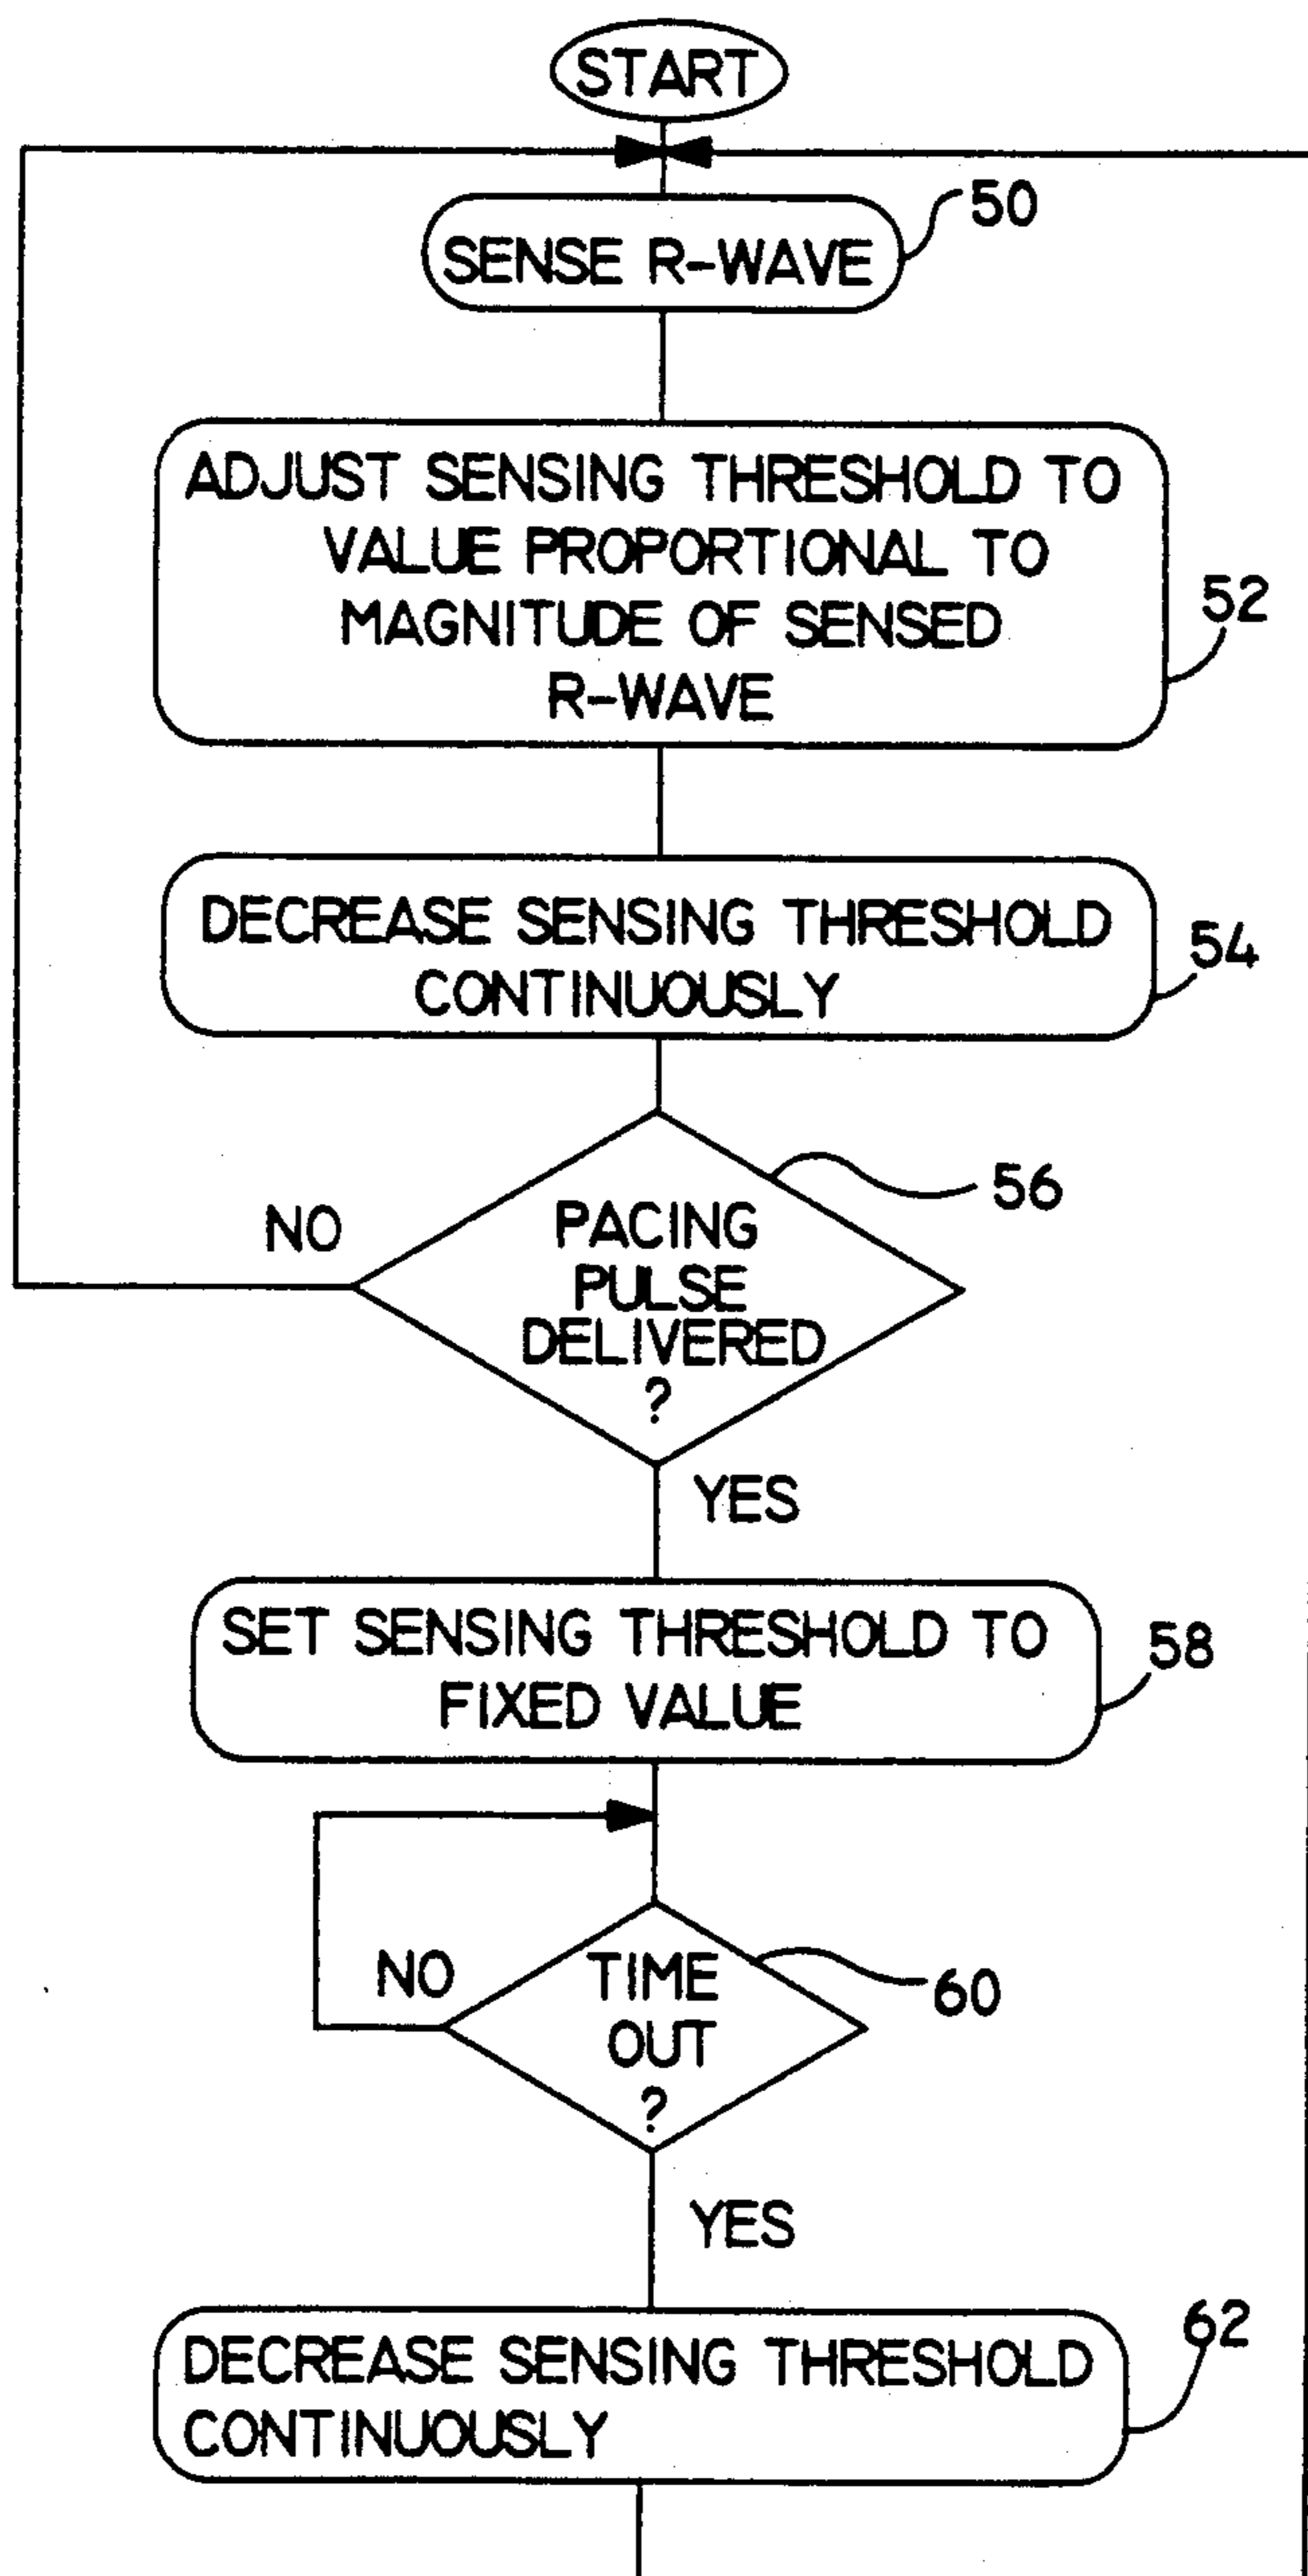 START
50
SENSE R-WAVE
ADJUST SENSING THRESHOLD TO
VALUE PROPORTIONAL TO
MAGNITUDE OF SENSED
R-WAVE
52
DECREASE SENSING THRESHOLD
CONTINUOUSLY
54
56
NO
PACING
PULSE
DELIVERED
?
YES
SET SENSING THRESHOLD TO
FIXED VALUE
58
NO
TIME
OUT
?
60
YES
62
DECREASE SENSING THRESHOLD
CONTINUOUSLY